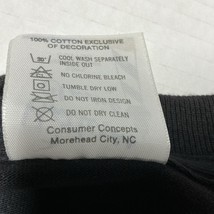 100% COTTON EXCLUSIVE
OF DECORATION
30°
COOL WASH SEPARATELY
INSIDE OUT
NO CHLORINE BLEACH
TUMBLE DRY LOW
DO NOT IRON DESIGN
DO NOT DRY CLEAN
Consumer Concepts
Morehead City, NC